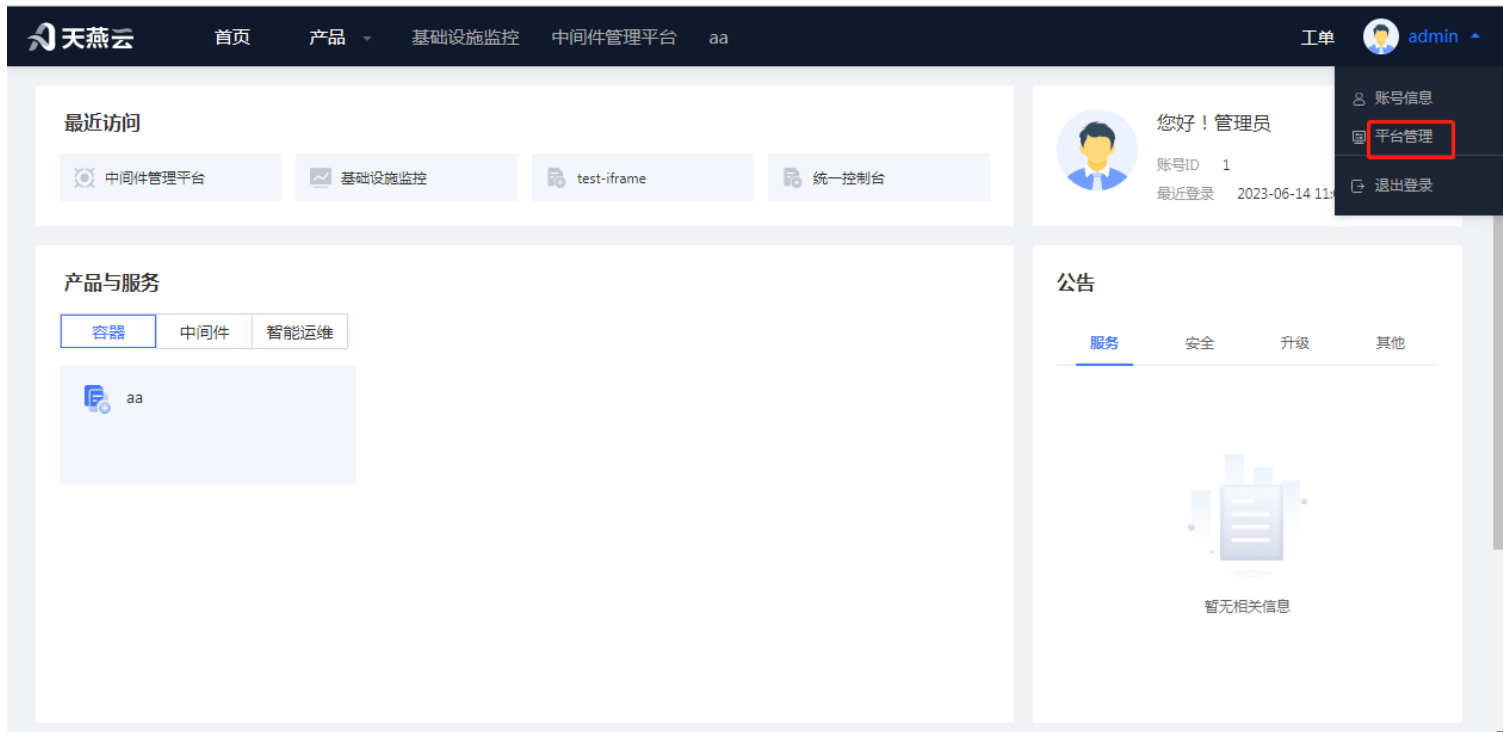 天燕云 首页 产品 基础设施监控 中间件管理平台 aa 工单 admin
账号信息
平台管理
退出登录
最近访问
中间件管理平台 基础设施监控 test-iframe 统一控制台
您好！管理员
账号ID 1
最近登录 2023-06-14 11:
产品与服务
容器 中间件 智能运维
aa
公告
服务 安全 升级 其他
暂无相关信息